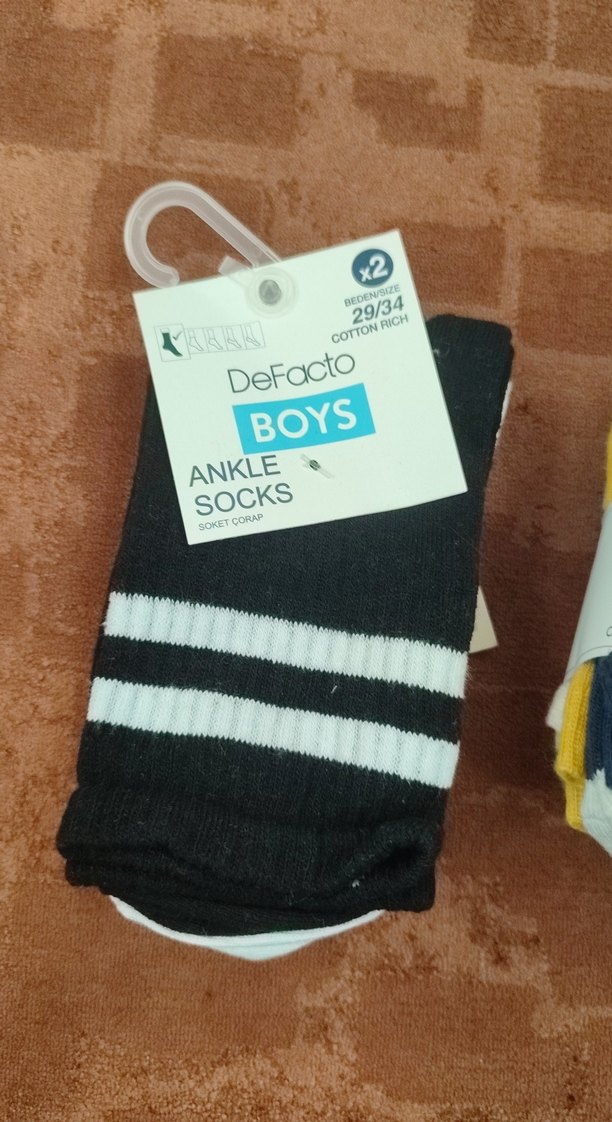 x2
BEDEN/SIZE
29/34
COTTON RICH
DeFacto
BOYS
ANKLE
SOCKS
SOKET ÇORAP